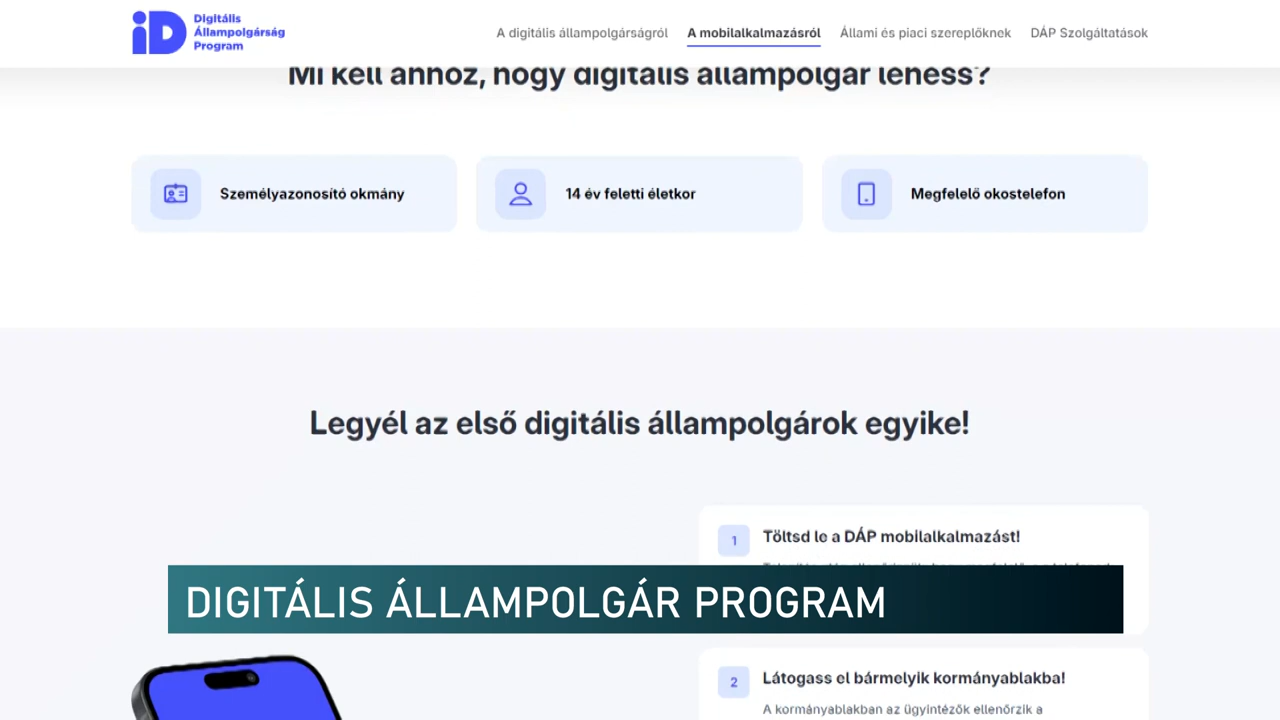 Digitális
Állampolgárság
Program
A digitális állampolgárságról
A mobilalkalmazásról
Állami és piaci szereplőknek
DÁP Szolgáltatások
Mi kell ahhoz, hogy digitális állampolgár lehess?
Személyazonosító okmány
14 év feletti életkor
Megfelelő okostelefon
Legyél az első digitális állampolgárok egyike!
1
Töltsd le a DÁP mobilalkalmazást!
DIGITÁLIS ÁLLAMPOLGÁR PROGRAM
2
Látogass el bármelyik kormányablakba!
A kormányablakban az ügyintézők ellenőrzik a